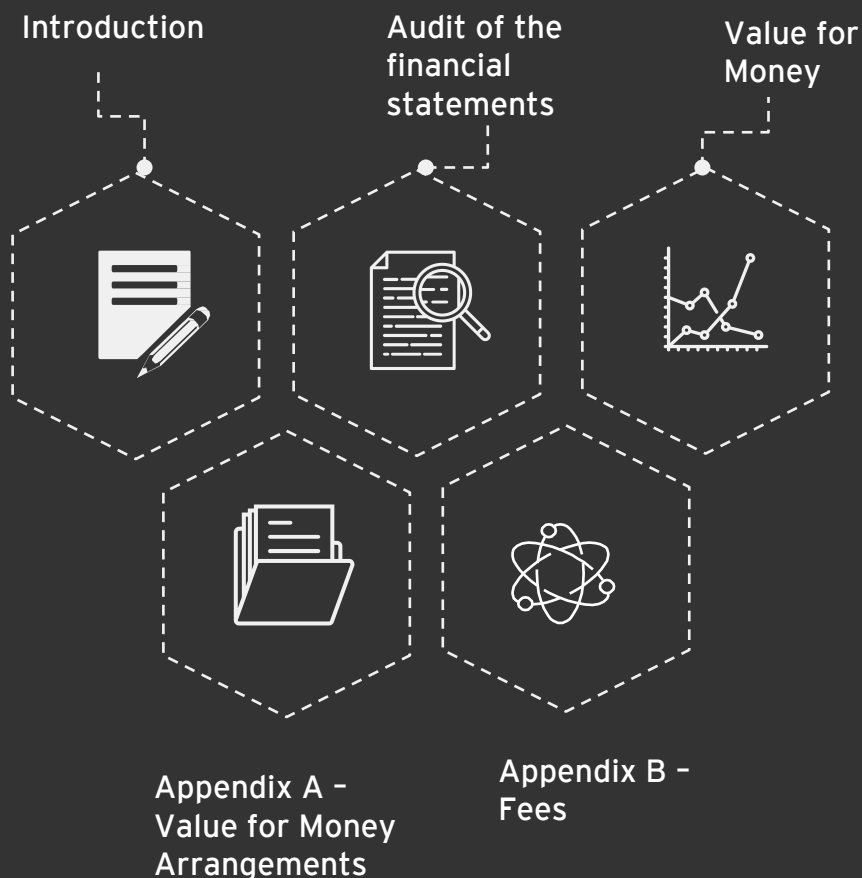 Introduction
Audit of the
financial
statements
Value for
Money
Appendix A –
Value for Money
Arrangements
Appendix B –
Fees